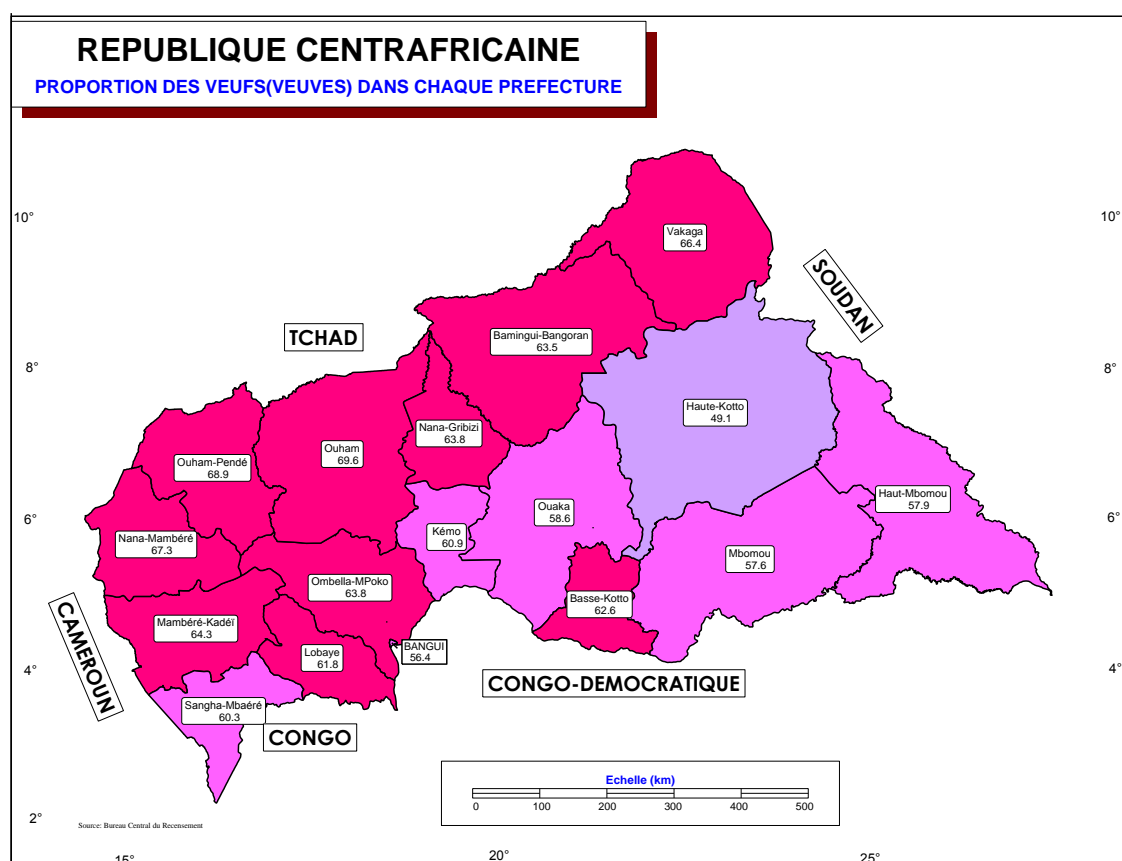 REPUBLIQUE CENTRAFRICAINE
PROPORTION DES VEUFS(VEUVES) DANS CHAQUE PREFECTURE
10°
10°
Vakaga
66.4
SOUDAN
TCHAD
Bamingui-Bangoran
63.5
8°
8°
Haute-Kotto
49.1
Nana-Gribizi
63.8
Ouham
69.6
Ouham-Pendé
68.9
Haut-Mbomou
57.9
Ouaka
58.6
6°
6°
Kémo
60.9
Nana-Mambéré
67.3
Mbomou
57.6
Ombella-MPoko
63.8
Basse-Kotto
62.6
Mambéré-Kadéï
64.3
CAMEROUN
BANGUI
56.4
Lobaye
61.8
4°
4°
CONGO-DEMOCRATIQUE
Sangha-Mbaéré
60.3
CONGO
Echelle (km)
0 100 200 300 400 500
2°
Source: Bureau Central du Recensement
15° 20° 25°